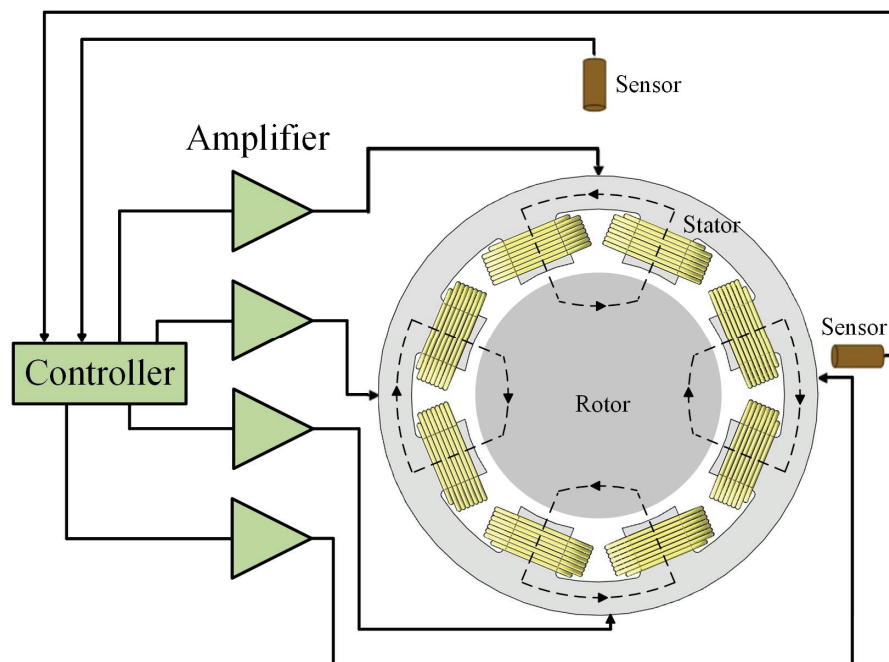 Sensor
Amplifier
Stator
Sensor
Controller
Rotor